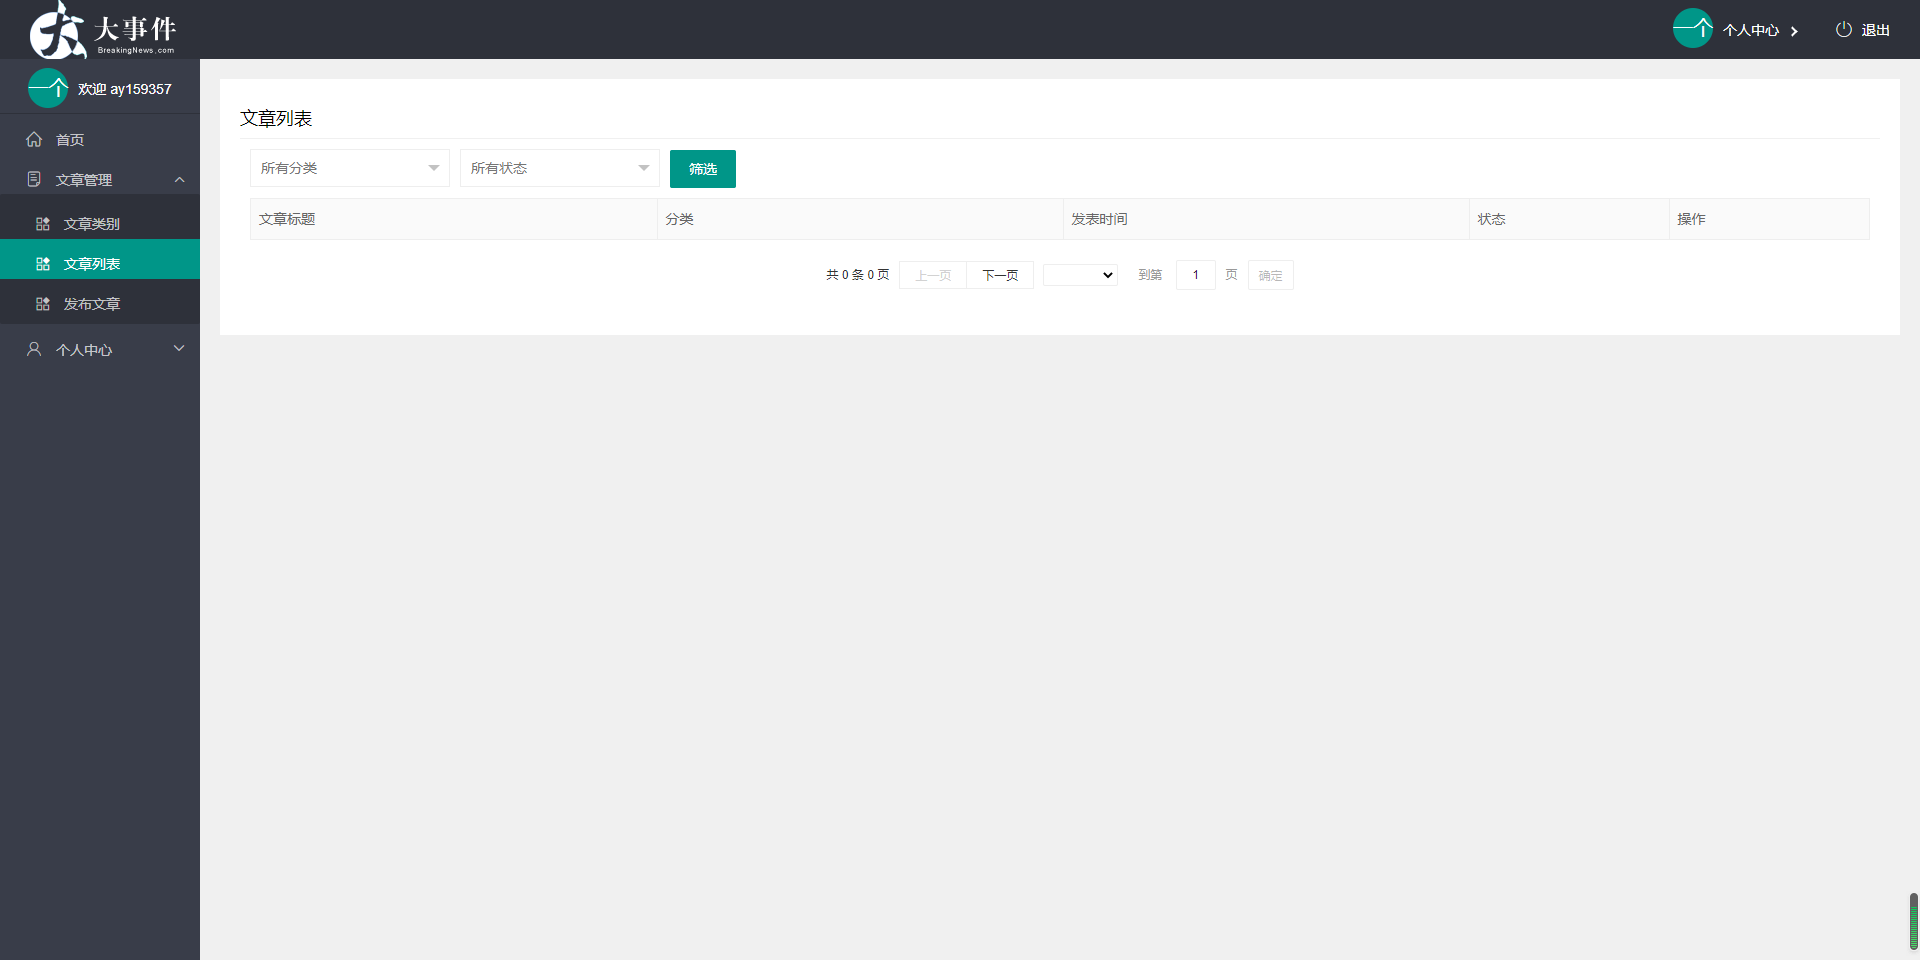 大事件
BreakingNews.com
个人中心
退出
个
欢迎 ay159357
首页
文章管理
文章类别
文章列表
发布文章
个人中心
文章列表
所有分类 所有状态 筛选
文章标题 分类 发表时间 状态 操作
共 0 条 0 页 上一页 下一页 到第 1 页 确定